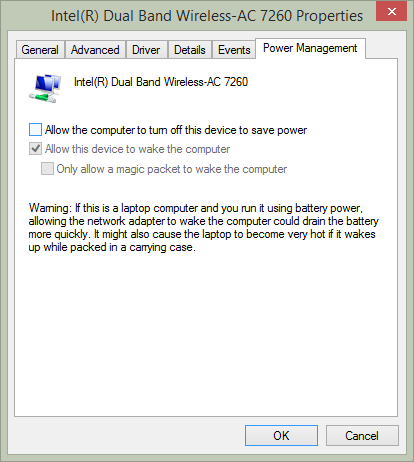 Intel(R) Dual Band Wireless-AC 7260 Properties
General Advanced Driver Details Events Power Management
Intel(R) Dual Band Wireless-AC 7260
Allow the computer to turn off this device to save power
Allow this device to wake the computer
Only allow a magic packet to wake the computer
Warning: If this is a laptop computer and you run it using battery power,
allowing the network adapter to wake the computer could drain the battery
more quickly. It might also cause the laptop to become very hot if it wakes
up while packed in a carrying case.
OK Cancel